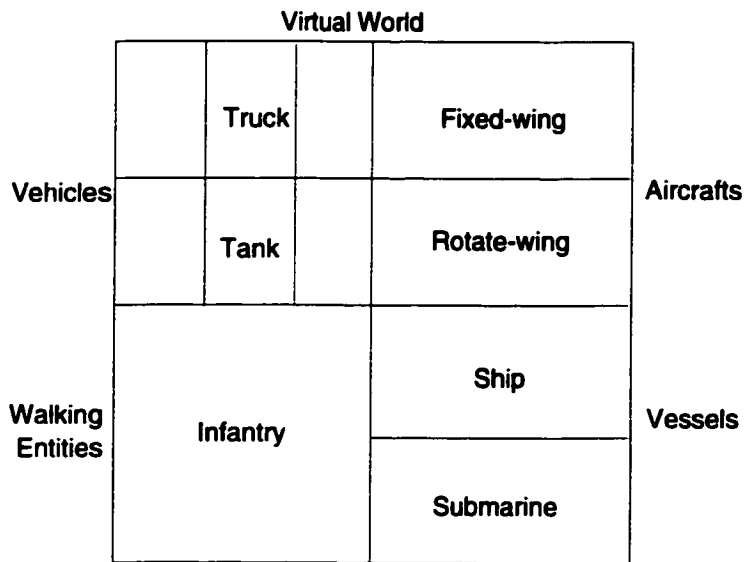 Virtual World
Truck
Fixed-wing
Vehicles
Aircrafts
Tank
Rotate-wing
Ship
Walking
Entities
Infantry
Vessels
Submarine